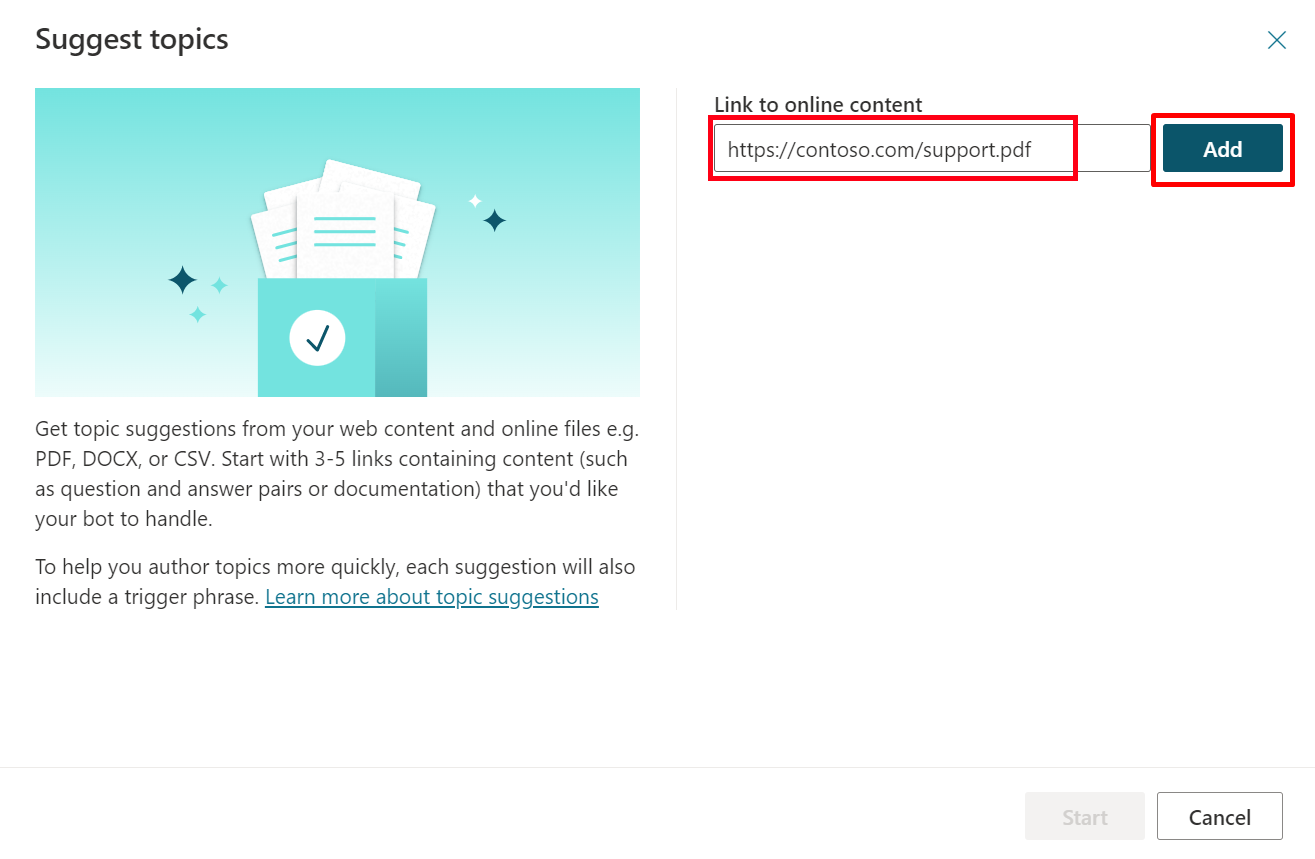 Suggest topics
Link to online content
https://contoso.com/support.pdf
Add
Get topic suggestions from your web content and online files e.g.
PDF, DOCX, or CSV. Start with 3-5 links containing content (such
as question and answer pairs or documentation) that you'd like
your bot to handle.
To help you author topics more quickly, each suggestion will also
include a trigger phrase. Learn more about topic suggestions
Start
Cancel